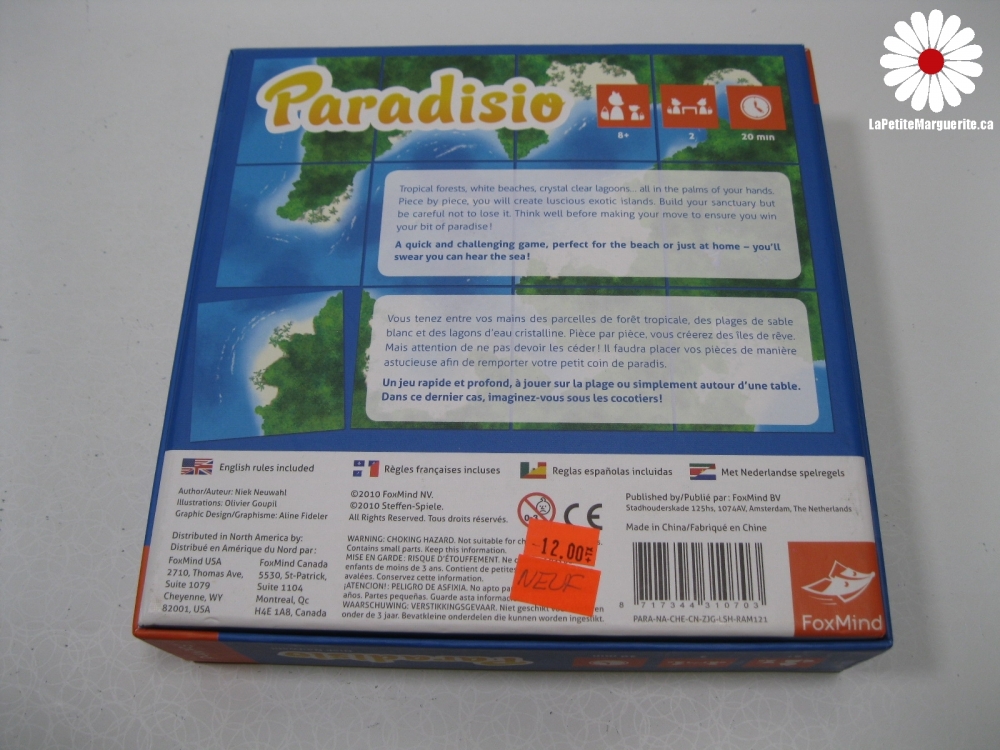 LaPetiteMarguerite.ca
Paradisio
8+
2
20 min
Tropical forests, white beaches, crystal clear lagoons... all in the palms of your hands.
Piece by piece, you will create luscious exotic islands. Build your sanctuary but
be careful not to lose it. Think well before making your move to ensure you win
your bit of paradise!
A quick and challenging game, perfect for the beach or just at home – you'll
swear you can hear the sea!
Vous tenez entre vos mains des parcelles de forêt tropicale, des plages de sable
blanc et des lagons d'eau cristalline. Pièce par pièce, vous créerez des îles de rêve.
Mais attention de ne pas devoir les céder! Il faudra placer vos pièces de manière
astucieuse afin de remporter votre petit coin de paradis.
Un jeu rapide et profond, à jouer sur la plage ou simplement autour d'une table.
Dans ce dernier cas, imaginez-vous sous les cocotiers!
English rules included
Règles françaises incluses
Reglas españolas incluidas
Met Nederlandse spelregels
Author/Auteur: Niek Neuwahl
Illustrations: Olivier Goupil
Graphic Design/Graphisme: Aline Fideler
Distributed in North America by:
Distribué en Amérique du Nord par:
FoxMind USA
2710, Thomas Ave,
Suite 1079
Cheyenne, WY
82001, USA
FoxMind Canada
5530, St-Patrick,
Suite 1104
Montreal, Qc
H4E 1A8, Canada
©2010 FoxMind NV.
©2010 Steffen-Spiele.
All Rights Reserved. Tous droits réservés.
WARNING: CHOKING HAZARD. Not suitable for
Contains small parts. Keep this information.
MISE EN GARDE: RISQUE D'ÉTOUFFEMENT. Ne
enfants de moins de 3 ans. Contient de petites
avalées. Conservez cette information.
¡ATENCION!: PELIGRO DE ASFIXIA. No apto
años. Partes pequeñas. Guarde esta
WAARSCHUWING: VERSTIKKINGSGEVAAR. Niet geschikt
onder de 3 jaar. Bevatkleine onderdelen die kunnen worden ingeslikt.
CE
12.00
NEUF
Published by/Publié par: FoxMind BV
Stadhouderskade 125hs, 1074AV, Amsterdam, The Netherlands
Made in China/Fabriqué en Chine
8 717344 310703
PARA-NA-CHE-CN-ZJG-LSH-RAM121
FoxMind
Paradisio